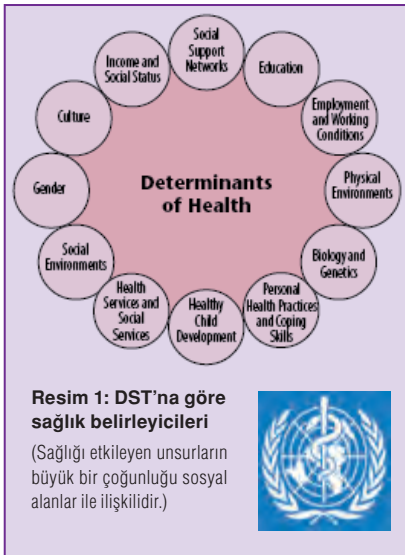 Social
Support
Networks
Education
Employment
and Working
Conditions
Physical
Environments
Biology and
Genetics
Personal
Health Practices
and Coping
Skills
Healthy
Child
Development
Health
Services and
Social
Services
Social
Environments
Gender
Culture
Income and
Social Status
Determinants
of Health
Resim 1: DST'na göre
sağlık belirleyicileri
(Sağlığı etkileyen unsurların
büyük bir çoğunluğu sosyal
alanlar ile ilişkilidir.)